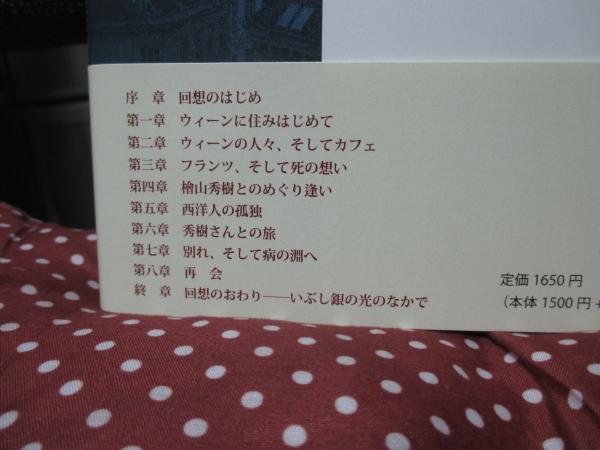 序　章　回想のはじめ
第一章　ウィーンに住みはじめて
第二章　ウィーンの人々、そしてカフェ
第三章　フランツ、そして死の想い
第四章　檜山秀樹とのめぐり逢い
第五章　西洋人の孤独
第六章　秀樹さんとの旅
第七章　別れ、そして病の淵へ
第八章　再　会
終　章　回想のおわり――いぶし銀の光のなかで
定価 1650 円
（本体 1500 円 +